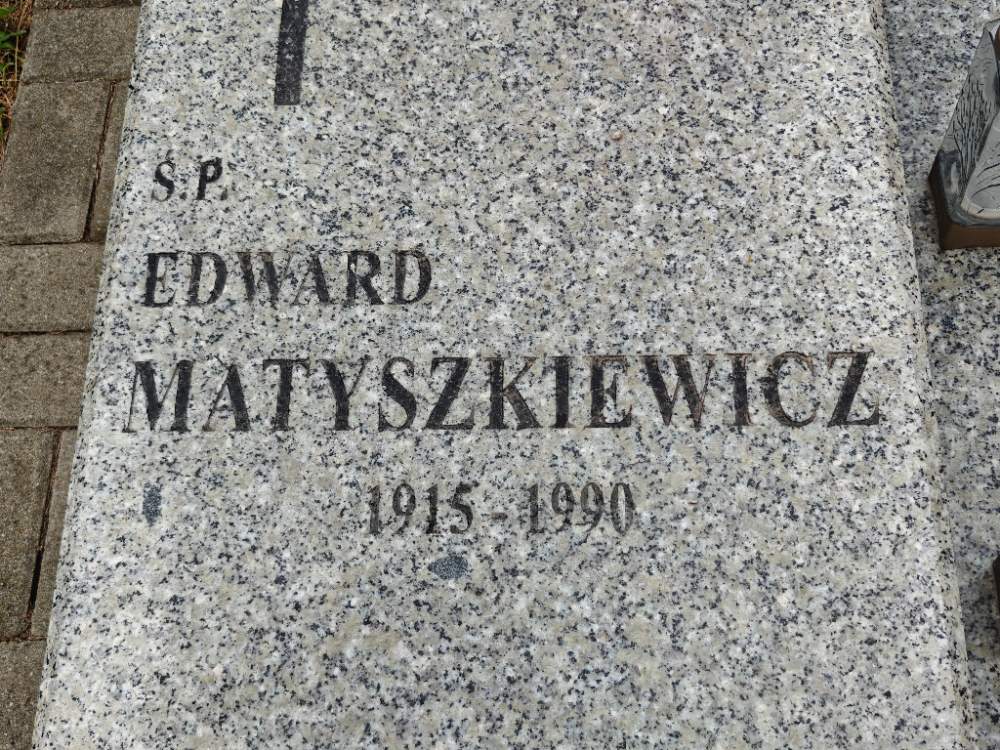 Ś.P.
EDWARD
MATYSZKIEWICZ
1915-1990